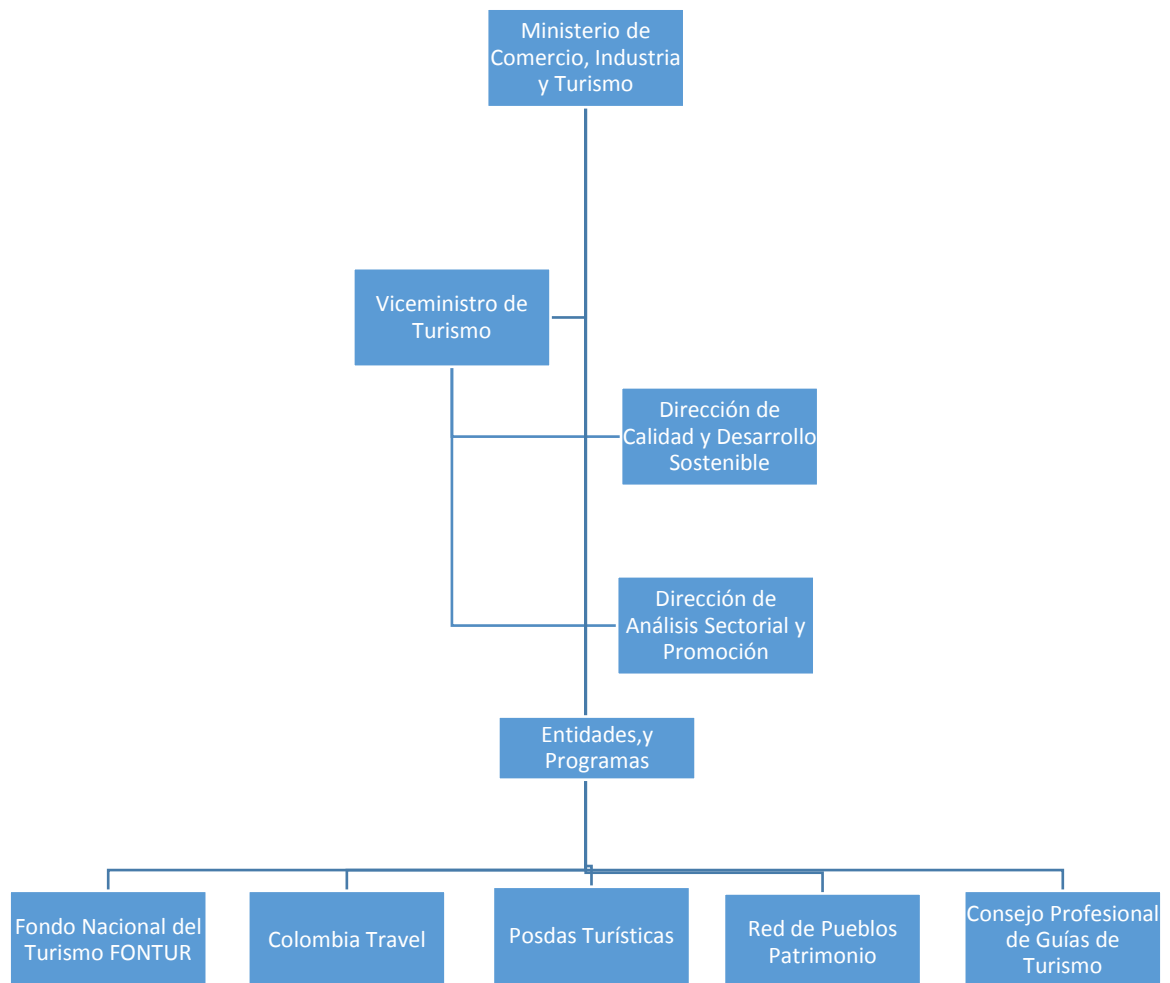 Ministerio de
Comercio, Industria
y Turismo
Viceministro de
Turismo
Dirección de
Calidad y Desarrollo
Sostenible
Dirección de
Análisis Sectorial y
Promoción
Entidades,y
Programas
Fondo Nacional del
Turismo FONTUR
Colombia Travel
Posdas Turísticas
Red de Pueblos
Patrimonio
Consejo Profesional
de Guías de
Turismo